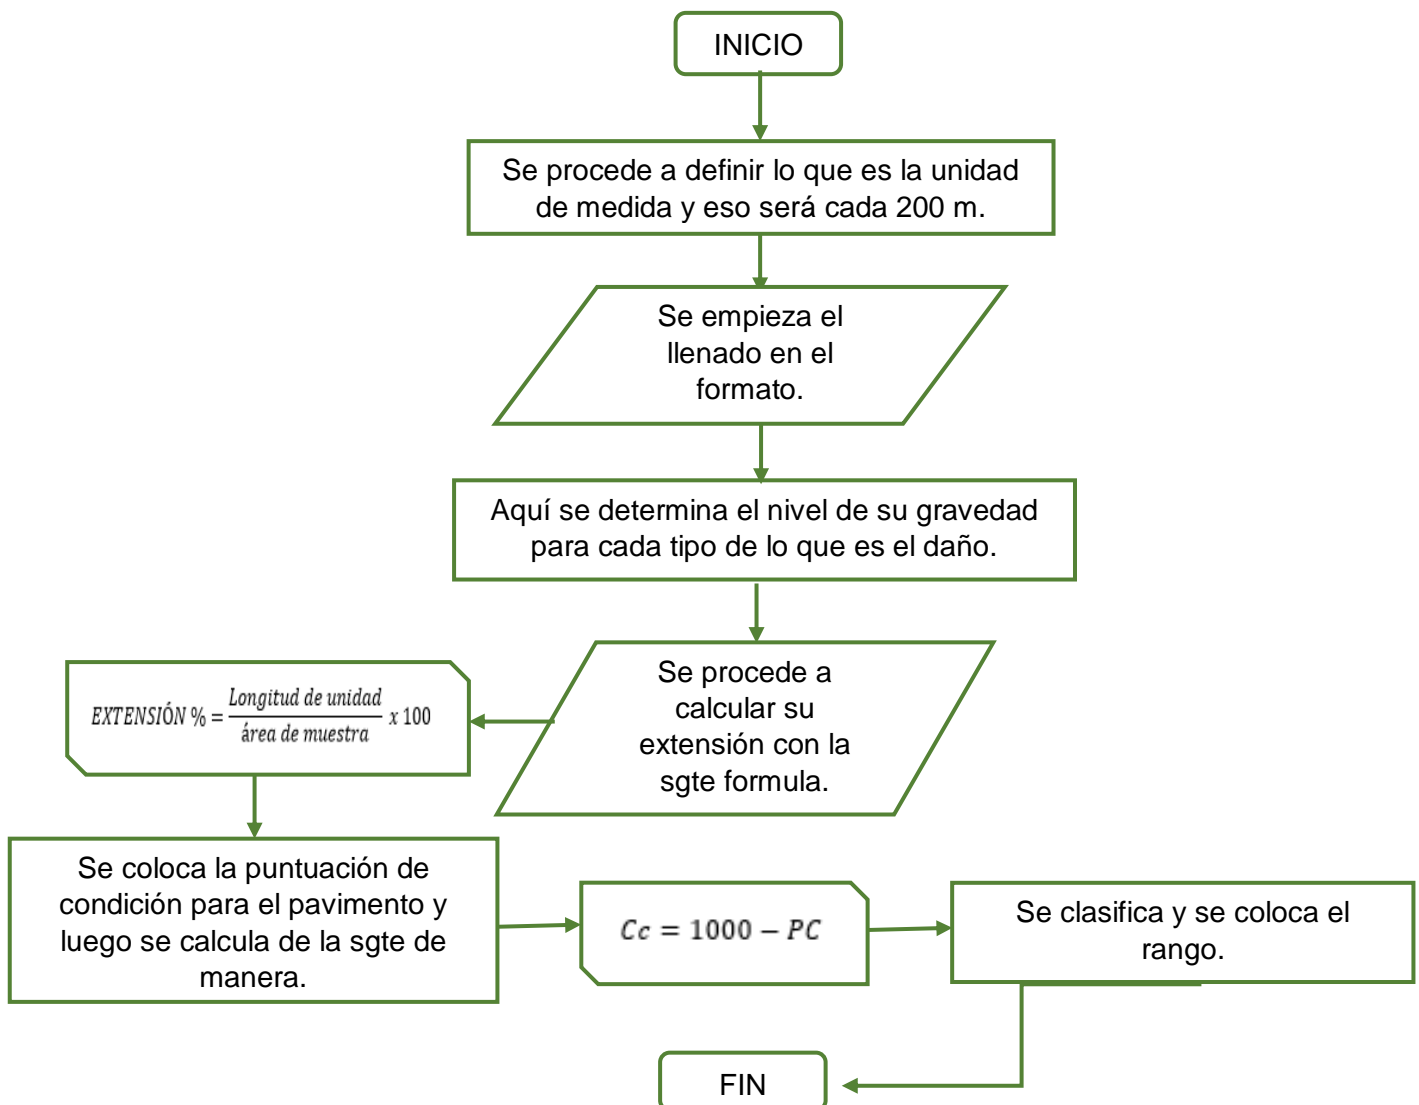 INICIO
Se procede a definir lo que es la unidad
de medida y eso será cada 200 m.
Se empieza el
llenado en el
formato.
Aquí se determina el nivel de su gravedad
para cada tipo de lo que es el daño.
Se procede a
calcular su
extensión con la
sgte formula.
EXTENSIÓN % = Longitud de unidad / área de muestra x 100
Se coloca la puntuación de
condición para el pavimento y
luego se calcula de la sgte de
manera.
Cc = 1000 − PC
Se clasifica y se coloca el
rango.
FIN